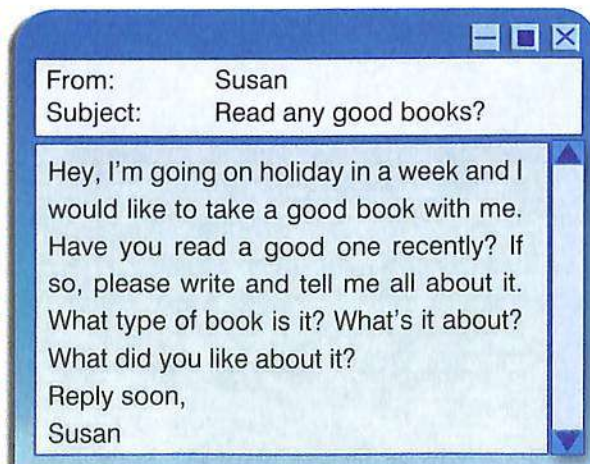 From: Susan
Subject: Read any good books?
Hey, I'm going on holiday in a week and I
would like to take a good book with me.
Have you read a good one recently? If
so, please write and tell me all about it.
What type of book is it? What's it about?
What did you like about it?
Reply soon,
Susan